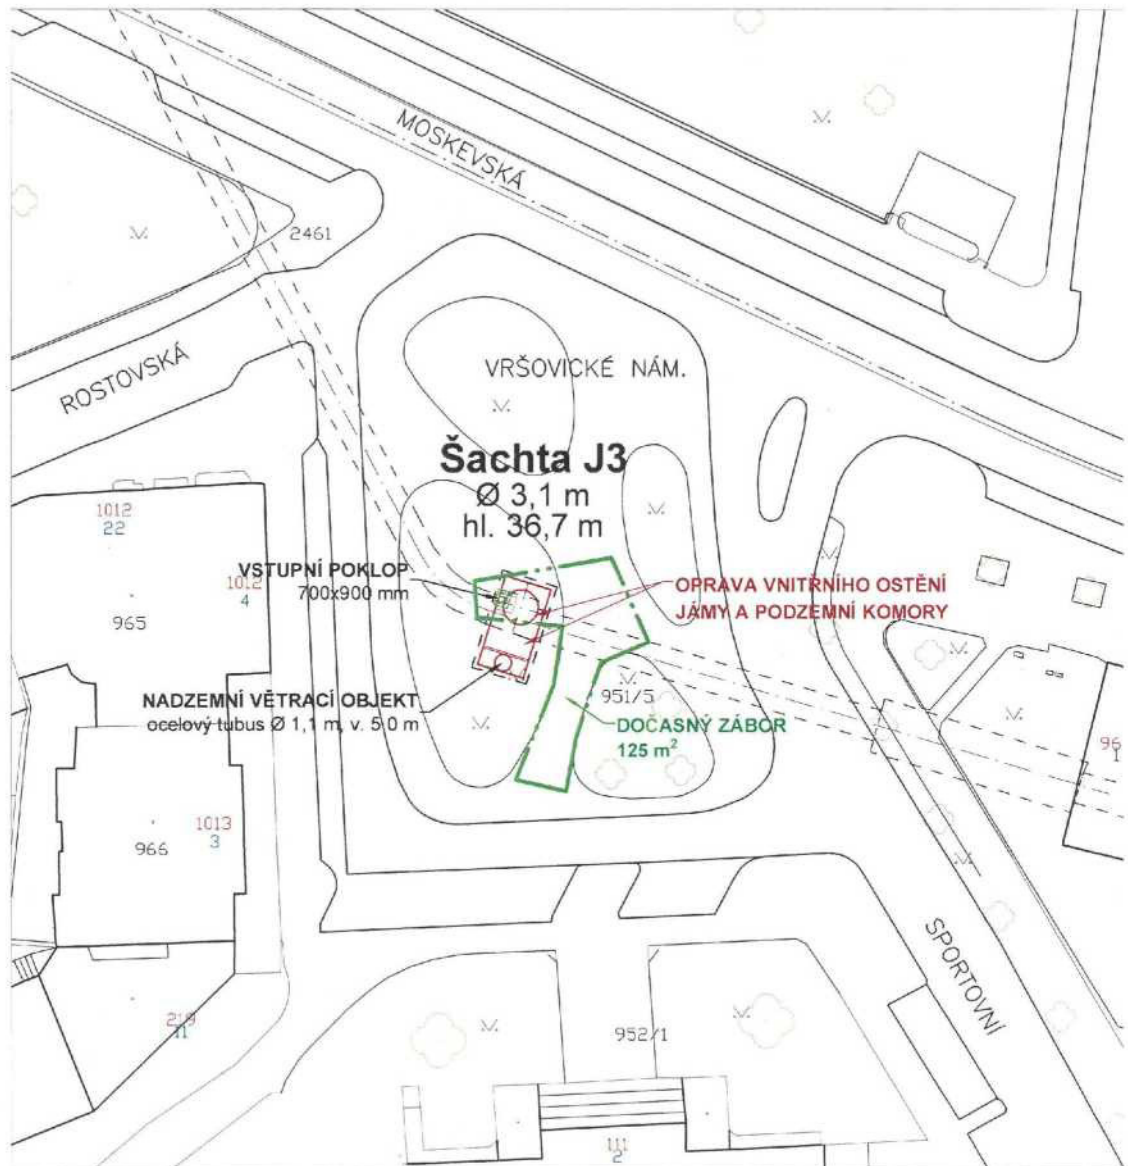 MOSKEVSKÁ
2461
ROSTOVSKÁ
VRŠOVICKÉ NÁM.
Šachta J3
Ø 3,1 m
hl. 36,7 m
1012
22
VSTUPNÍ POKLOP
700x900 mm
1012
4
965
OPRAVA VNITŘNÍHO OSTĚNÍ
JÁMY A PODZEMNÍ KOMORY
NADZEMNÍ VĚTRACÍ OBJEKT
ocelový tubus Ø 1,1 m, v. 5,0 m
951/5
DOČASNÝ ZÁBOR
125 m²
96
1
1013
3
966
SPORTOVNÍ
219
11
952/1
111
2